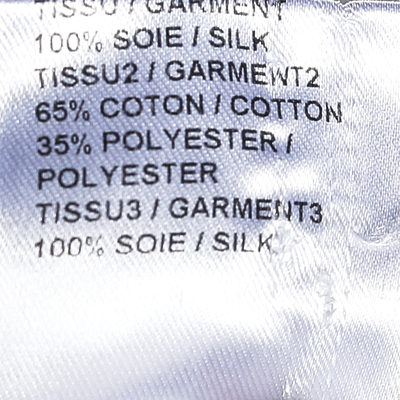 TISSU / GARMENT
100% SOIE / SILK
TISSU2 / GARMENT2
65% COTON / COTTON
35% POLYESTER /
POLYESTER
TISSU3 / GARMENT3
100% SOIE / SILK